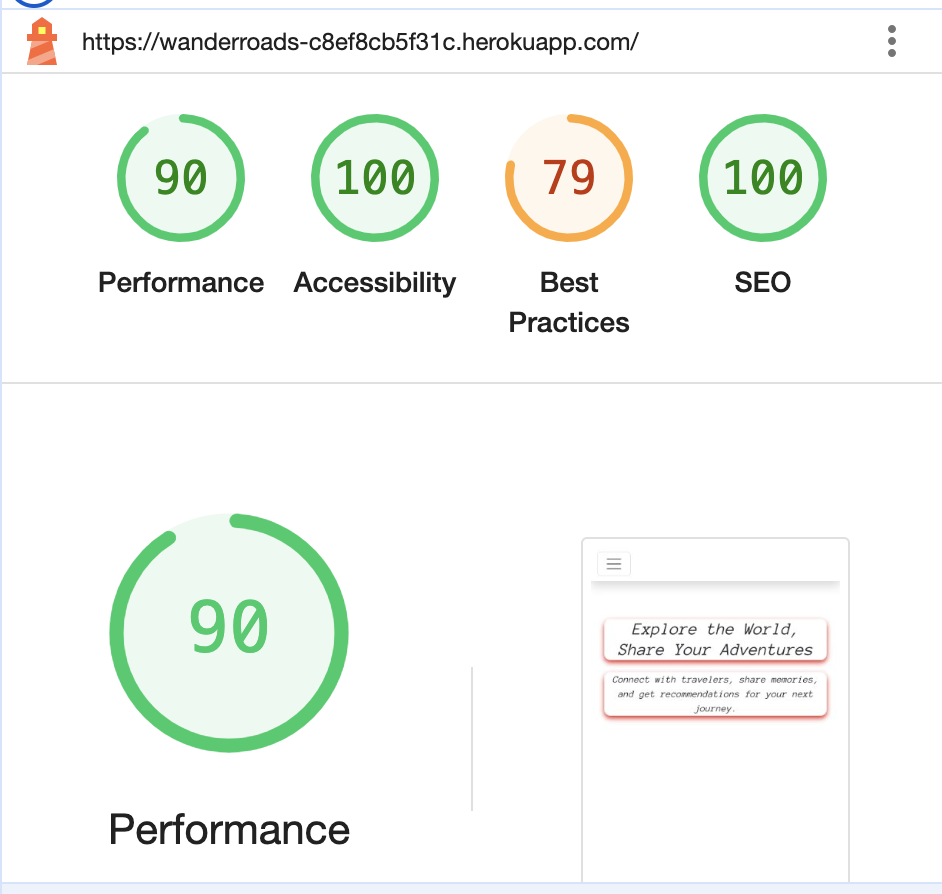 https://wanderroads-c8ef8cb5f31c.herokuapp.com/
90
100
79
100
Performance
Accessibility
Best
Practices
SEO
90
Performance
Explore the World,
Share Your Adventures
Connect with travelers, share memories,
and get recommendations for your next
journey.